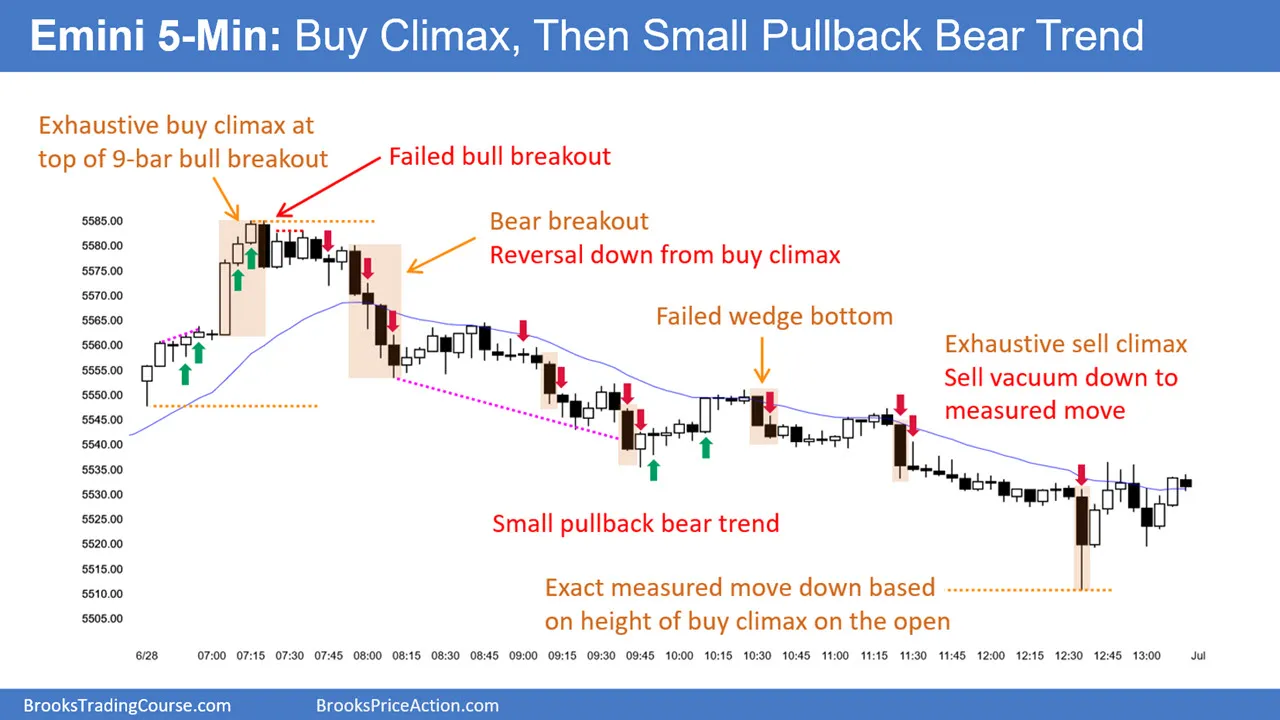 Emini 5-Min: Buy Climax, Then Small Pullback Bear Trend
Exhaustive buy climax at
top of 9-bar bull breakout
Failed bull breakout
Bear breakout
Reversal down from buy climax
Failed wedge bottom
Exhaustive sell climax
Sell vacuum down to
measured move
Small pullback bear trend
Exact measured move down based
on height of buy climax on the open
5585.00
5580.00
5575.00
5570.00
5565.00
5560.00
5555.00
5550.00
5545.00
5540.00
5535.00
5530.00
5525.00
5520.00
5515.00
5510.00
5505.00
6/28 07:00 07:15 07:30 07:45 08:00 08:15 08:30 08:45 09:00 09:15 09:30 09:45 10:00 10:15 10:30 10:45 11:00 11:15 11:30 11:45 12:00 12:15 12:30 12:45 13:00 Jul
BrooksTradingCourse.com BrooksPriceAction.com